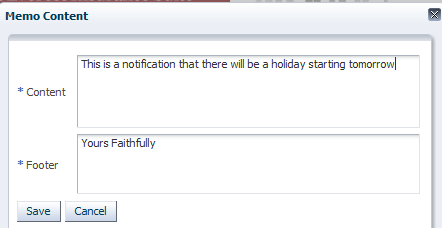 Memo Content
This is a notification that there will be a holiday starting tomorrow
* Content
Yours Faithfully
* Footer
Save Cancel